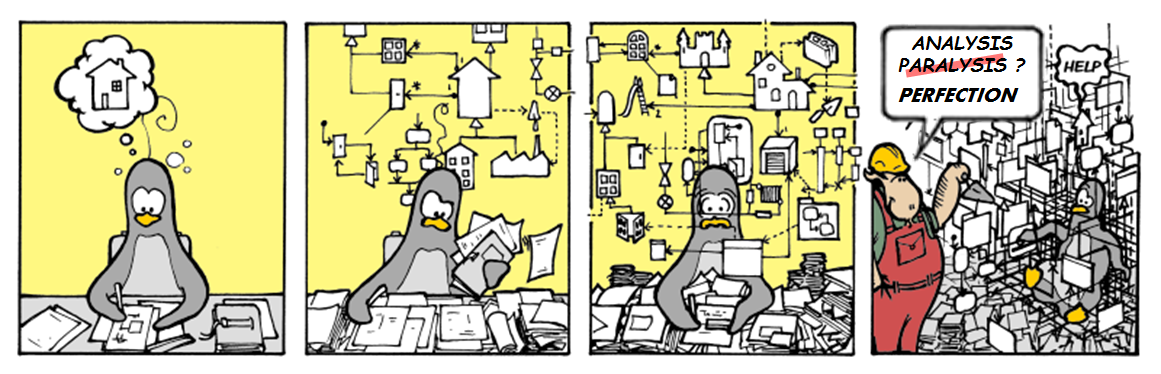 ANALYSIS
PARALYSIS ?
PERFECTION
HELP